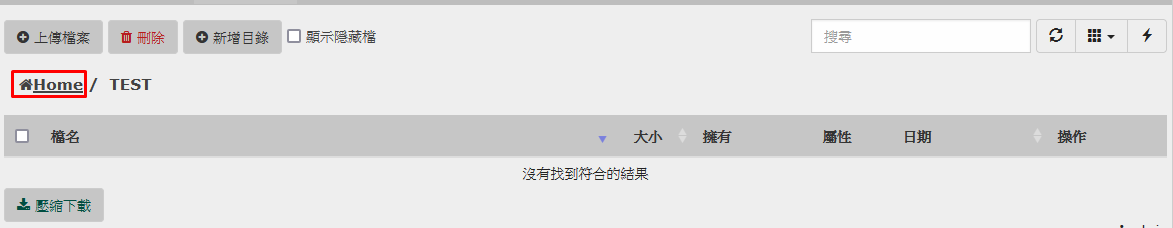 上傳檔案 刪除 新增目錄 顯示隱藏檔 搜尋
Home / TEST
檔名 大小 擁有 屬性 日期 操作
沒有找到符合的結果
壓縮下載